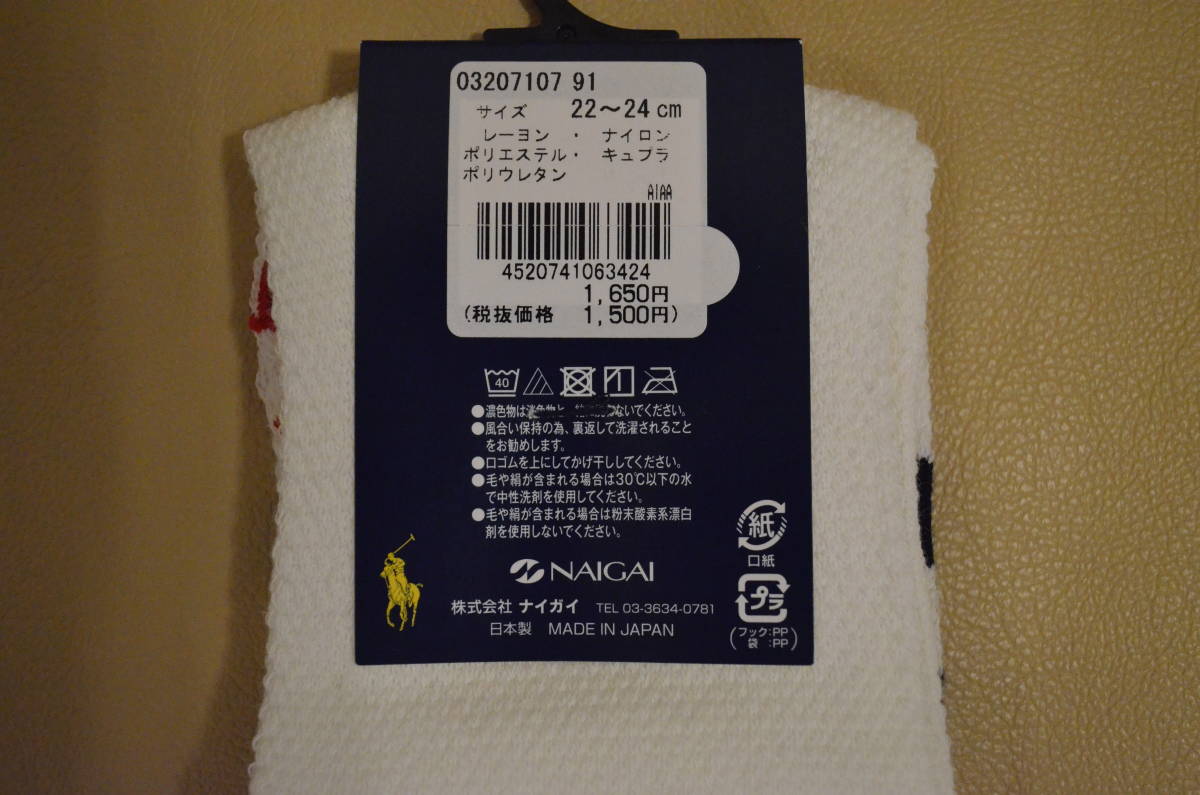 03207107 91
サイズ 22～24 cm
レーヨン ・ ナイロン
ポリエステル・ キュプラ
ポリウレタン
A1AA
4520741063424
1,650円
(税抜価格 1,500円)
40
●濃色物は ないでください。
●風合い保持の為、裏返して洗濯されること
をお勧めします。
●口ゴムを上にしてかげ干ししてください。
●毛や絹が含まれる場合は30℃以下の水
で中性洗剤を使用してください。
●毛や絹が含まれる場合は粉末酸素系漂白
剤を使用しないでください。
紙
口紙
NAIGAI
プラ
株式会社 ナイガイ TEL 03-3634-0781
日本製 MADE IN JAPAN
(フック:PP
袋 :PP)